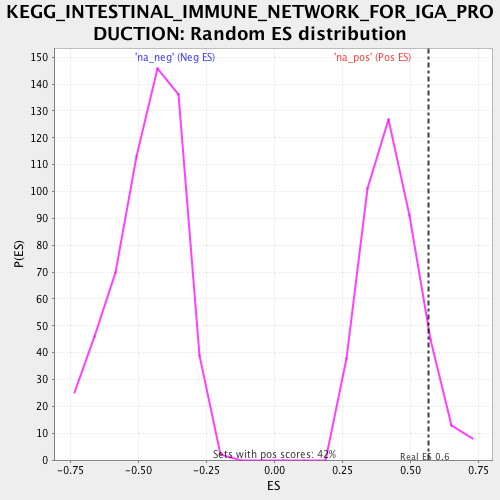 KEGG_INTESTINAL_IMMUNE_NETWORK_FOR_IGA_PRO
DUCTION: Random ES distribution
'na_neg' (Neg ES)
'na_pos' (Pos ES)
150
140
130
120
110
100
90
80
70
60
50
40
30
20
10
0
P(ES)
Sets with pos scores: 42%
Real ES 0.6
-0.75
-0.50
-0.25
0.00
0.25
0.50
0.75
ES